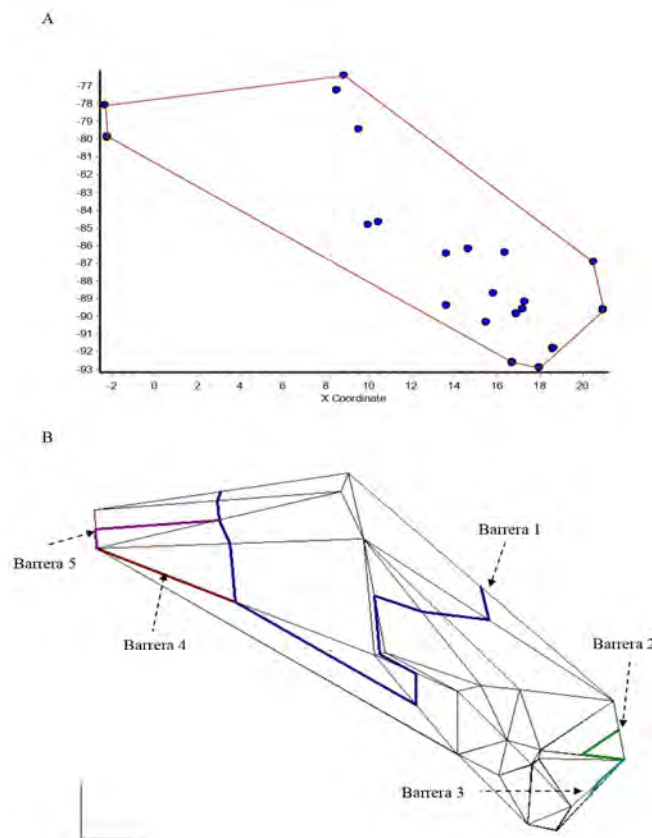 A
-77
-78
-79
-80
-81
-82
-83
-84
-85
-86
-87
-88
-89
-90
-91
-92
-93
-2 0 2 4 6 8 10 12 14 16 18 20
X Coordinate
B
Barrera 1
Barrera 5
Barrera 4
Barrera 2
Barrera 3